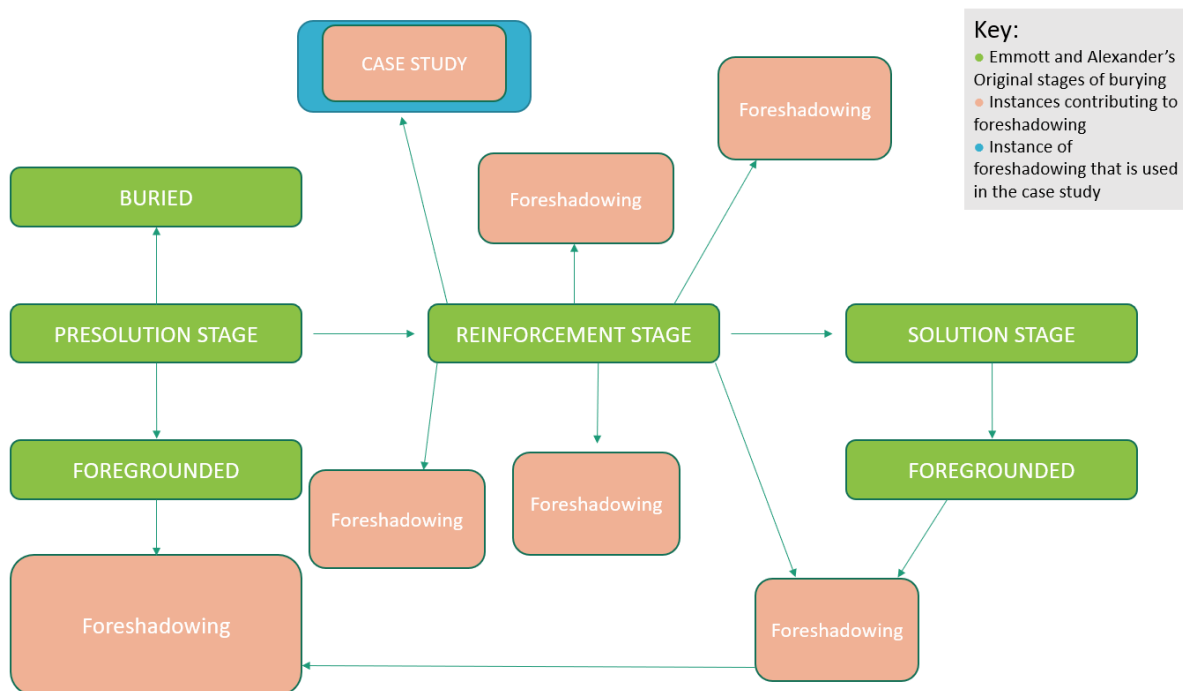 CASE STUDY
Foreshadowing
Foreshadowing
Key:
● Emmott and Alexander’s
Original stages of burying
● Instances contributing to
foreshadowing
● Instance of
foreshadowing that is used
in the case study
BURIED
PRESOLUTION STAGE
REINFORCEMENT STAGE
SOLUTION STAGE
FOREGROUNDED
FOREGROUNDED
Foreshadowing
Foreshadowing
Foreshadowing
Foreshadowing